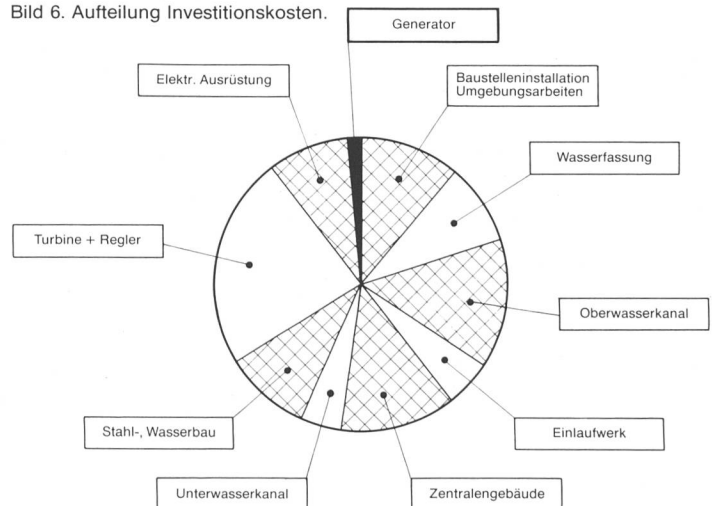 Bild 6. Aufteilung Investitionskosten.
Generator
Elektr. Ausrüstung
Baustelleninstallation
Umgebungsarbeiten
Wasserfassung
Turbine + Regler
Oberwasserkanal
Stahl-, Wasserbau
Einlaufwerk
Unterwasserkanal
Zentralengebäude